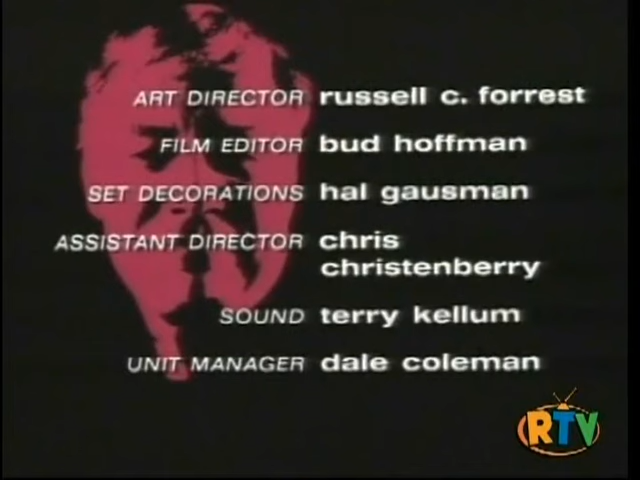 ART DIRECTOR russell c. forrest
FILM EDITOR bud hoffman
SET DECORATIONS hal gausman
ASSISTANT DIRECTOR chris
christenberry
SOUND terry kellum
UNIT MANAGER dale coleman
RTV